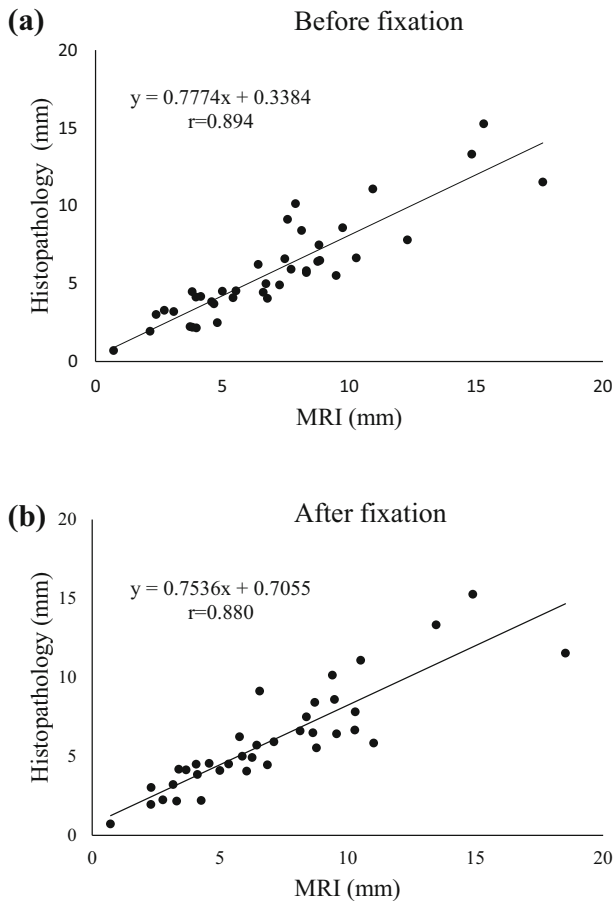 (a)
Before fixation
20
15
10
5
0
y = 0.7774x + 0.3384
r=0.894
Histopathology (mm)
0 5 10 15 20
MRI (mm)
(b)
After fixation
20
15
10
5
0
y = 0.7536x + 0.7055
r=0.880
Histopathology (mm)
0 5 10 15 20
MRI (mm)